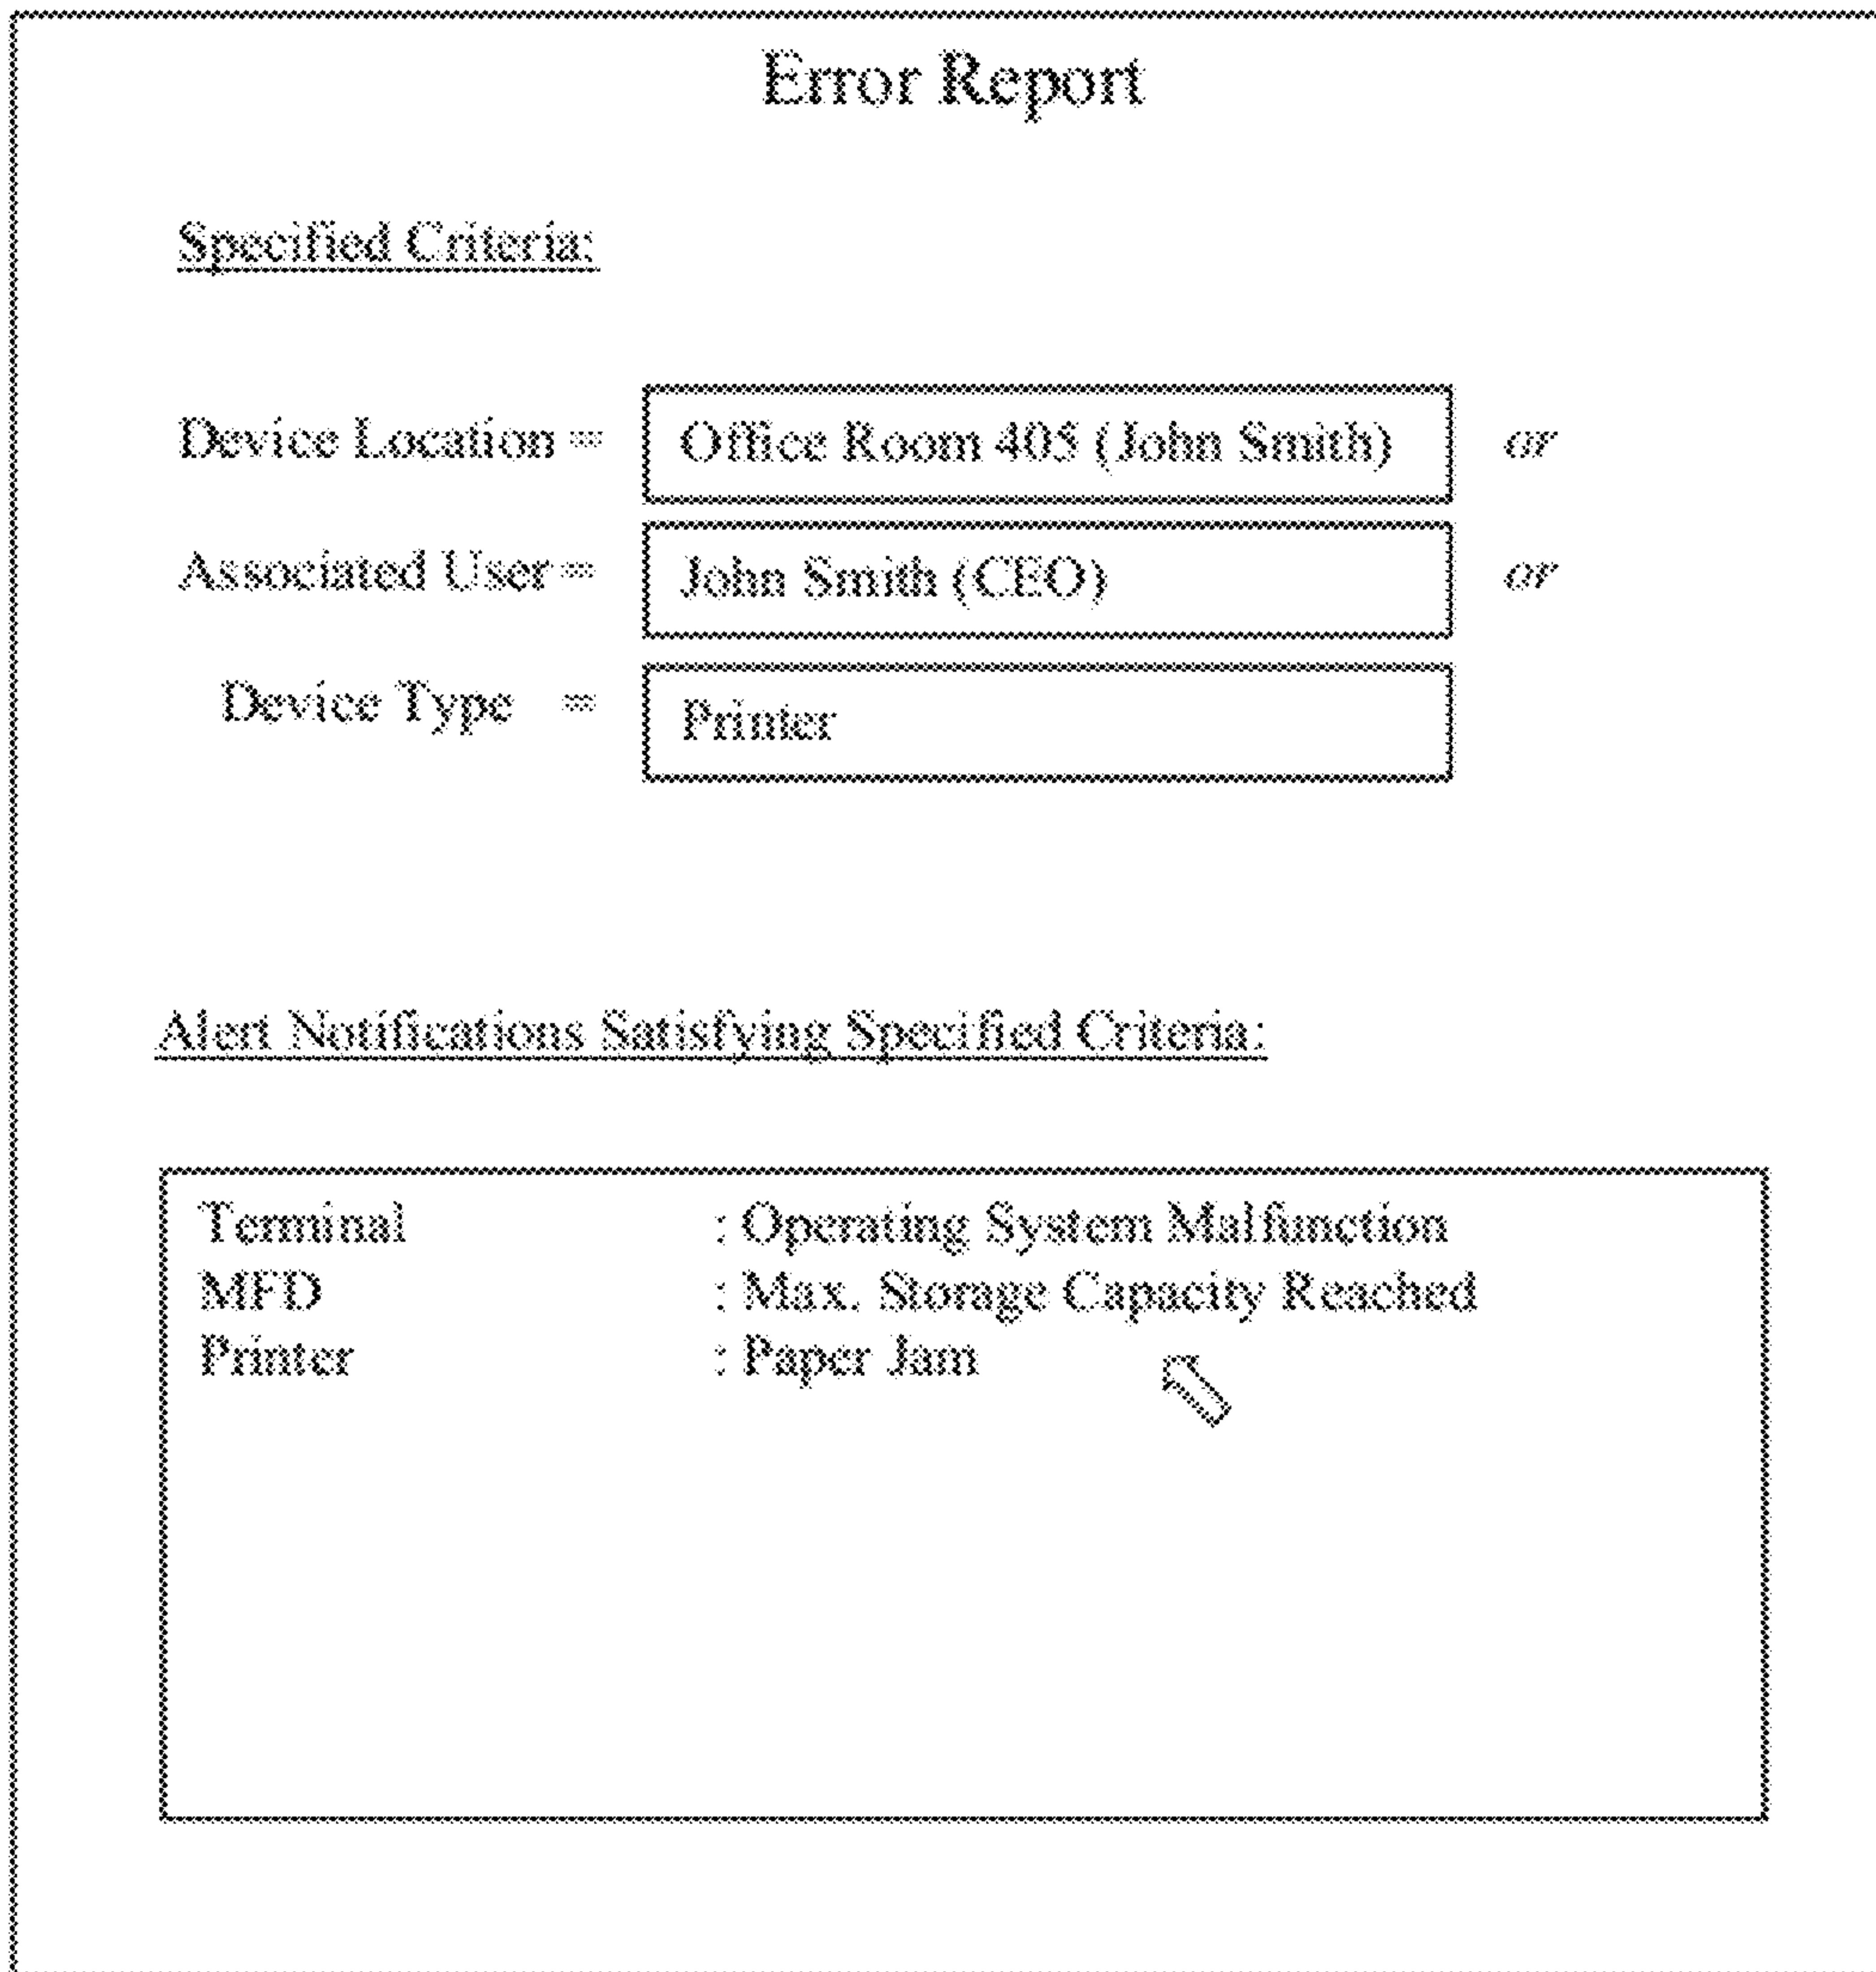 Error Report
Specified Criteria:
Device Location = Office Room 405 (John Smith) or
Associated User = John Smith (CEO) or
Device Type = Printer
Alert Notifications Satisfying Specified Criteria:
Terminal : Operating System Malfunction
MFD : Max. Storage Capacity Reached
Printer : Paper Jam